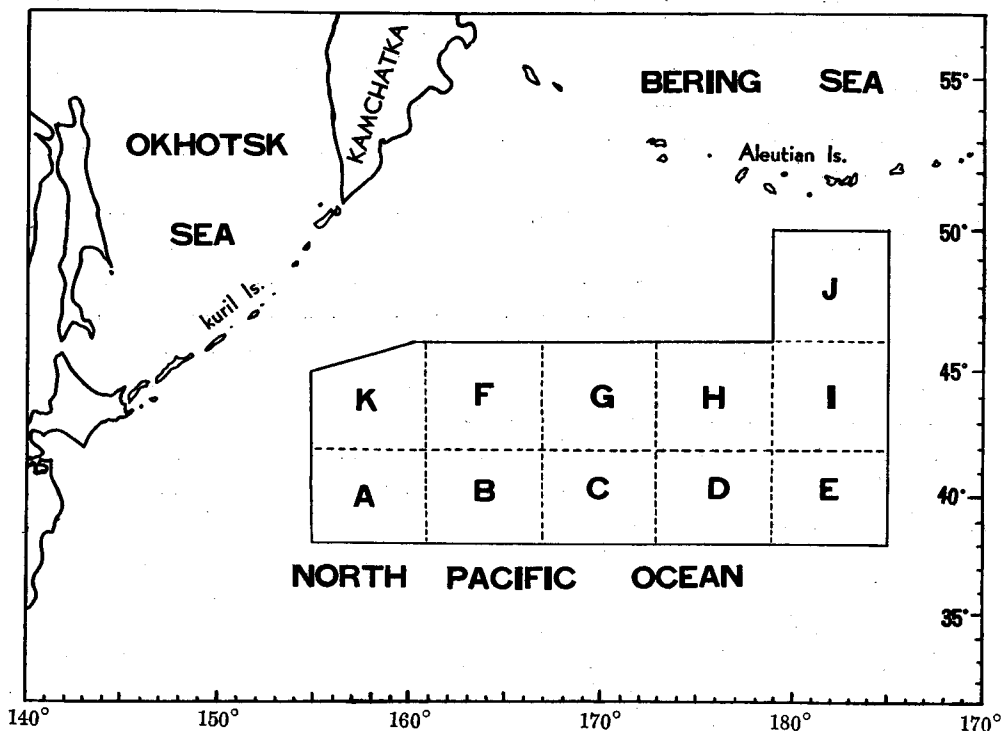 KAMCHATKA
BERING SEA
55°
OKHOTSK
SEA
Aleutian Is.
50°
kuril Is.
J
45°
K F G H I
A B C D E
40°
NORTH PACIFIC OCEAN
35°
140° 150° 160° 170° 180° 170°